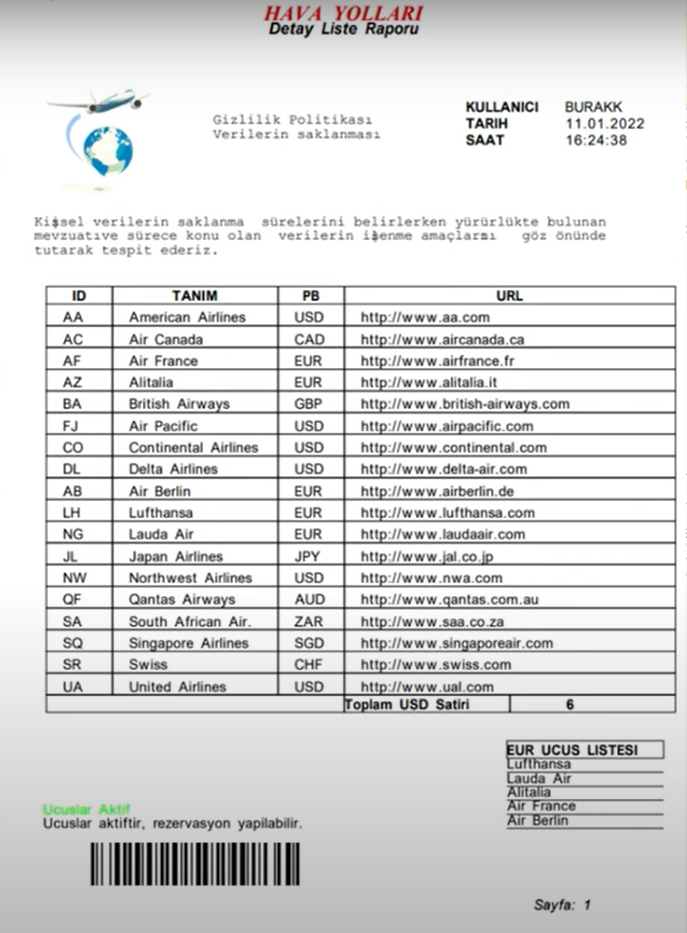 HAVA YOLLARI
Detay Liste Raporu
KULLANICI BURAKK
Gizlilik Politikası TARIH 11.01.2022
Verilerin saklanması SAAT 16:24:38
Kişsel verilerin saklanma sürelerini belirlerken yürürlükte bulunan
mevzuatıve sürece konu olan verilerin işenme amaçlarnı göz önünde
tutarak tespit ederiz.
ID TANIM PB URL
AA American Airlines USD http://www.aa.com
AC Air Canada CAD http://www.aircanada.ca
AF Air France EUR http://www.airfrance.fr
AZ Alitalia EUR http://www.alitalia.it
BA British Airways GBP http://www.british-airways.com
FJ Air Pacific USD http://www.airpacific.com
CO Continental Airlines USD http://www.continental.com
DL Delta Airlines USD http://www.delta-air.com
AB Air Berlin EUR http://www.airberlin.de
LH Lufthansa EUR http://www.lufthansa.com
NG Lauda Air EUR http://www.laudaair.com
JL Japan Airlines JPY http://www.jal.co.jp
NW Northwest Airlines USD http://www.nwa.com
QF Qantas Airways AUD http://www.qantas.com.au
SA South African Air. ZAR http://www.saa.co.za
SQ Singapore Airlines SGD http://www.singaporeair.com
SR Swiss CHF http://www.swiss.com
UA United Airlines USD http://www.ual.com
Toplam USD Satiri 6
EUR UCUS LISTESI
Lufthansa
Lauda Air
Alitalia
Air France
Air Berlin
Ucuslar Aktif
Ucuslar aktiftir, rezervasyon yapilabilir.
Sayfa: 1